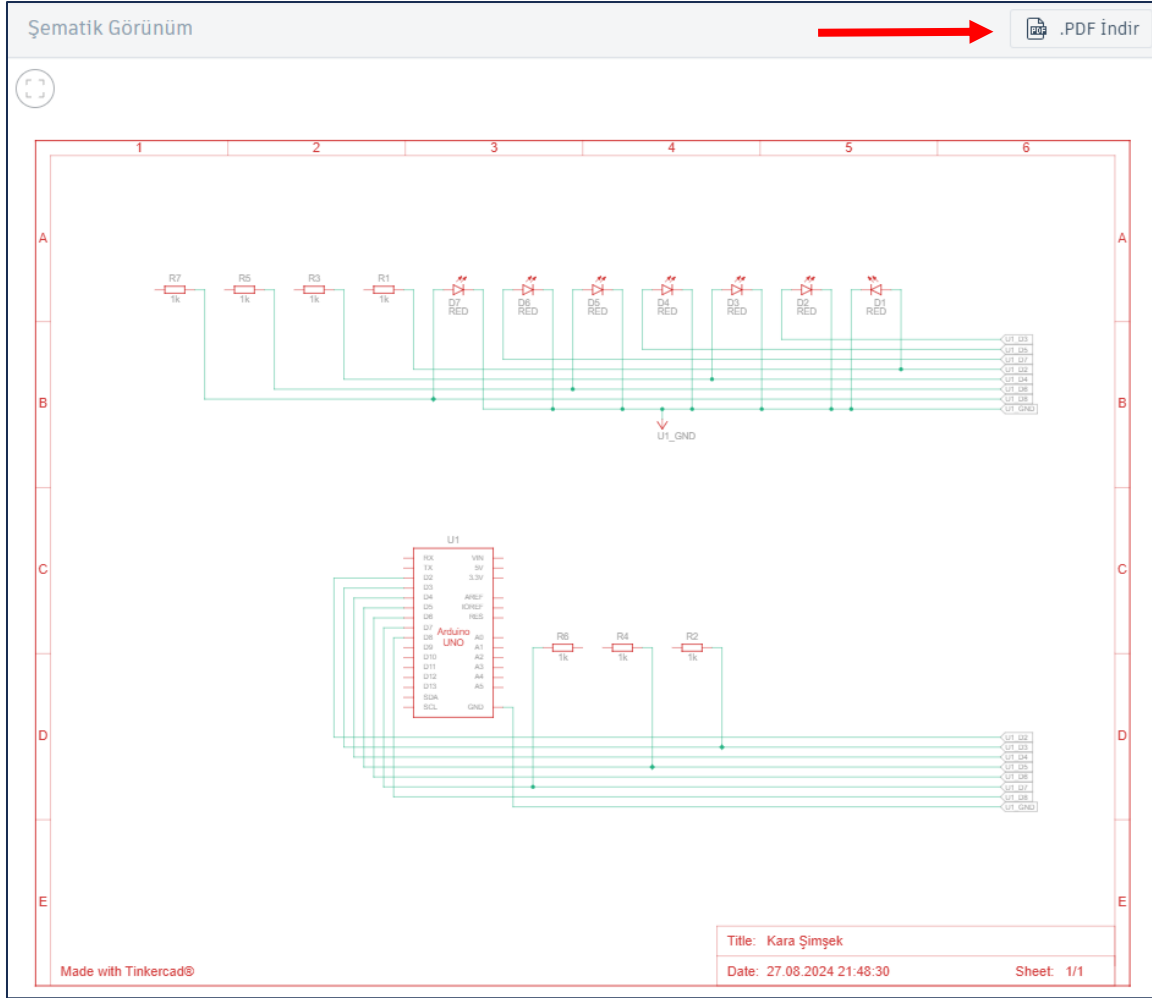 Şematik Görünüm
.PDF İndir
1 2 3 4 5 6
A A
R7 R5 R3 R1
1k 1k 1k 1k
D7 D6 D5 D4 D3 D2 D1
RED RED RED RED RED RED RED
U1_D3
U1_D5
U1_D7
U1_D2
U1_D4
U1_D6
U1_D8
B B
U1_GND
U1_GND
U1
C C
RX VIN
TX 5V
D2 3.3V
D3
D4 AREF
D5 IOREF
D6 RES
D7
Arduino
D8 UNO A0
D9 A1
D10 A2
D11 A3
D12 A4
D13 A5
SDA
SCL GND
R6 R4 R2
1k 1k 1k
D D
U1_D2
U1_D3
U1_D4
U1_D5
U1_D6
U1_D7
U1_D8
U1_GND
E E
Title: Kara Şimşek
Made with Tinkercad®
Date: 27.08.2024 21:48:30 Sheet: 1/1